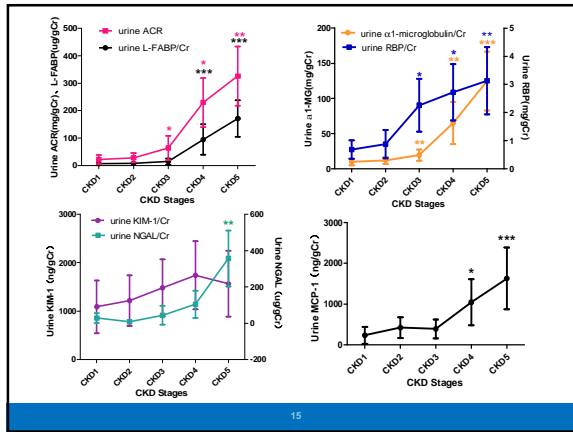 urine ACR
urine L-FABP/Cr
Urine ACR(mg/gCr)、L-FABP(ug/gCr)
500
400
300
200
100
0
*
*
***
**
***
CKD1
CKD2
CKD3
CKD4
CKD5
CKD Stages
urine α1-microglobulin/Cr
urine RBP/Cr
Urine α1-MG(mg/gCr)
200
150
100
50
0
*
**
*
**
**
***
5
4
3
2
1
0
Urine RBP(mg/gCr)
CKD1
CKD2
CKD3
CKD4
CKD5
CKD Stages
urine KIM-1/Cr
urine NGAL/Cr
Urine KIM-1 (ng/gCr)
3000
2000
1000
0
**
600
400
200
0
-200
Urine NGAL (ug/gCr)
CKD1
CKD2
CKD3
CKD4
CKD5
CKD Stages
Urine MCP-1 (ng/gCr)
3000
2000
1000
0
*
***
CKD1
CKD2
CKD3
CKD4
CKD5
CKD Stages
15